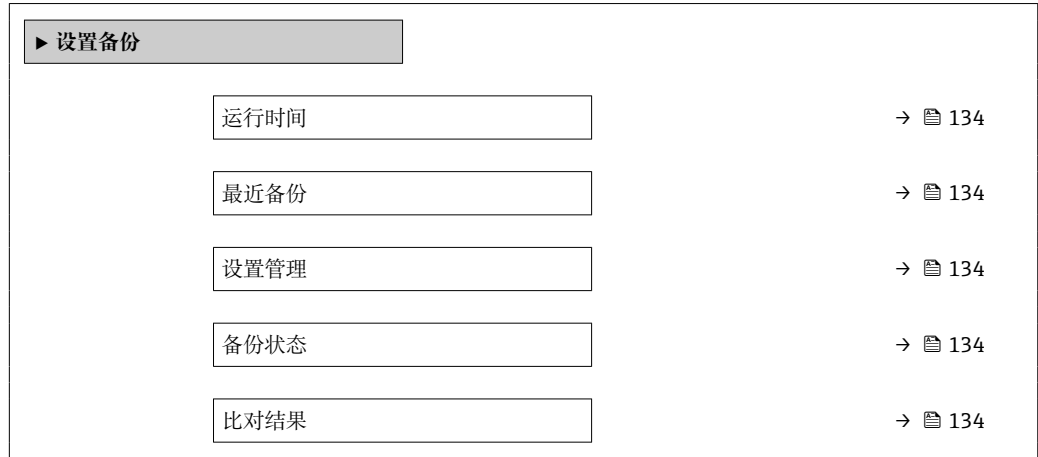 ▶ 设置备份
运行时间 → 🖹 134
最近备份 → 🖹 134
设置管理 → 🖹 134
备份状态 → 🖹 134
比对结果 → 🖹 134